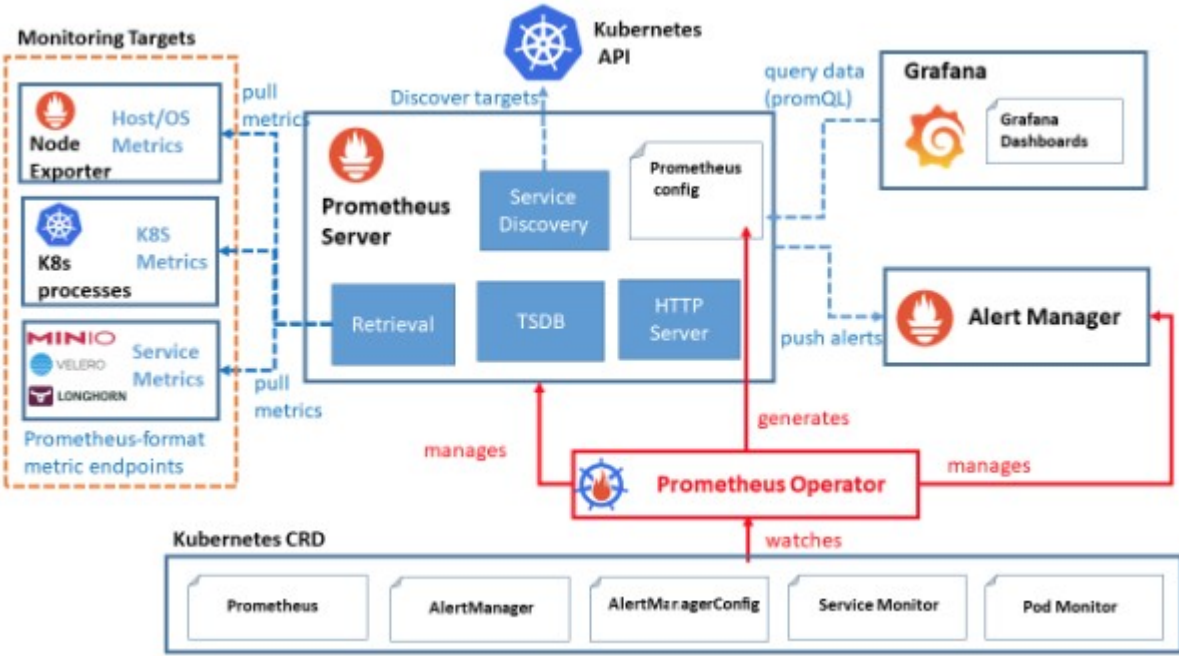 Monitoring Targets
Kubernetes
API
Node
Exporter
Host/OS
Metrics
K8s
processes
K8S
Metrics
MINIO
VELERO
LONGHORN
Service
Metrics
Prometheus-format
metric endpoints
pull
metrics
pull
metrics
Discover targets
Prometheus
Server
Service
Discovery
Prometheus
config
Retrieval
TSDB
HTTP
Server
query data
(promQL)
Grafana
Grafana
Dashboards
push alerts
Alert Manager
manages
generates
manages
Prometheus Operator
watches
Kubernetes CRD
Prometheus
AlertManager
AlertManagerConfig
Service Monitor
Pod Monitor